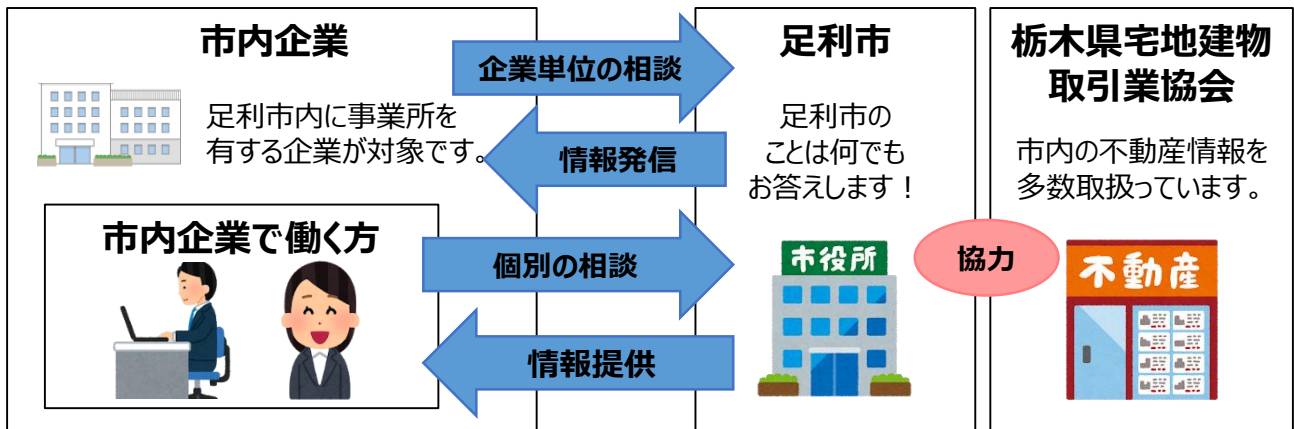 市内企業
足利市内に事業所を
有する企業が対象です。
市内企業で働く方
企業単位の相談
情報発信
個別の相談
情報提供
足利市
足利市の
ことは何でも
お答えします！
市役所
協力
栃木県宅地建物
取引業協会
市内の不動産情報を
多数取扱っています。
不動産